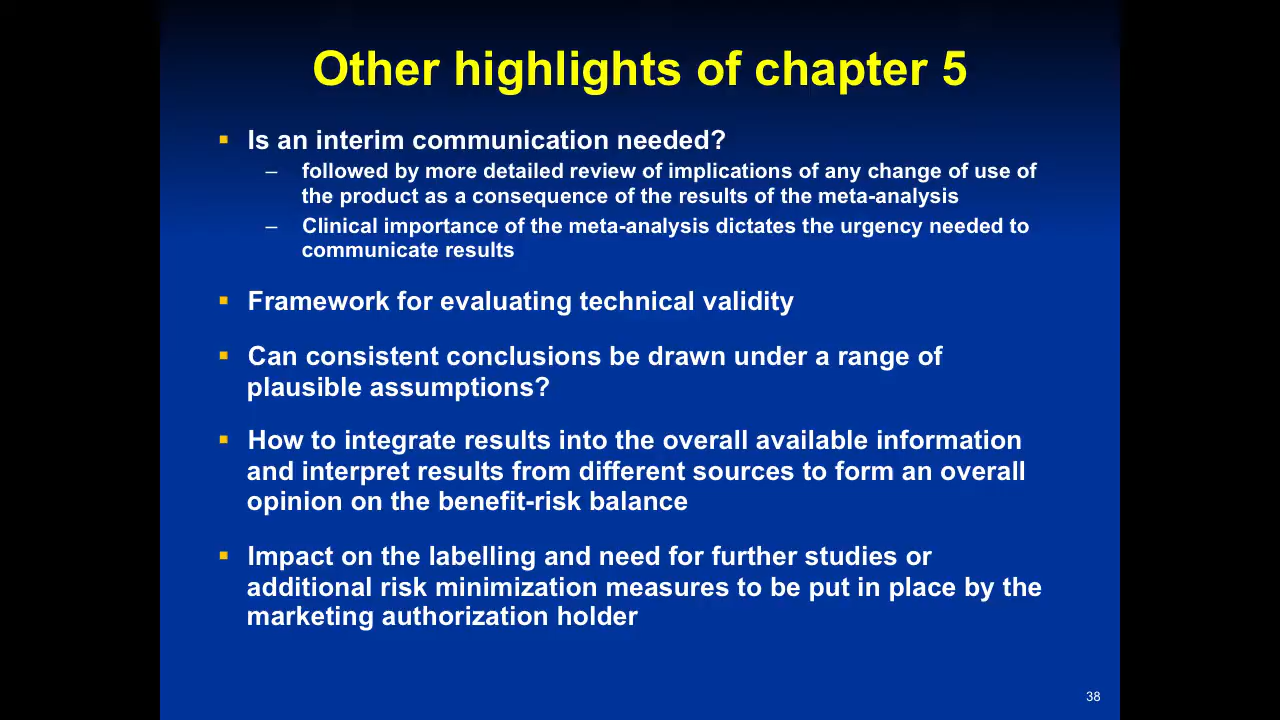 Other highlights of chapter 5
▪ Is an interim communication needed?
– followed by more detailed review of implications of any change of use of
the product as a consequence of the results of the meta-analysis
– Clinical importance of the meta-analysis dictates the urgency needed to
communicate results
▪ Framework for evaluating technical validity
▪ Can consistent conclusions be drawn under a range of
plausible assumptions?
▪ How to integrate results into the overall available information
and interpret results from different sources to form an overall
opinion on the benefit-risk balance
▪ Impact on the labelling and need for further studies or
additional risk minimization measures to be put in place by the
marketing authorization holder
38